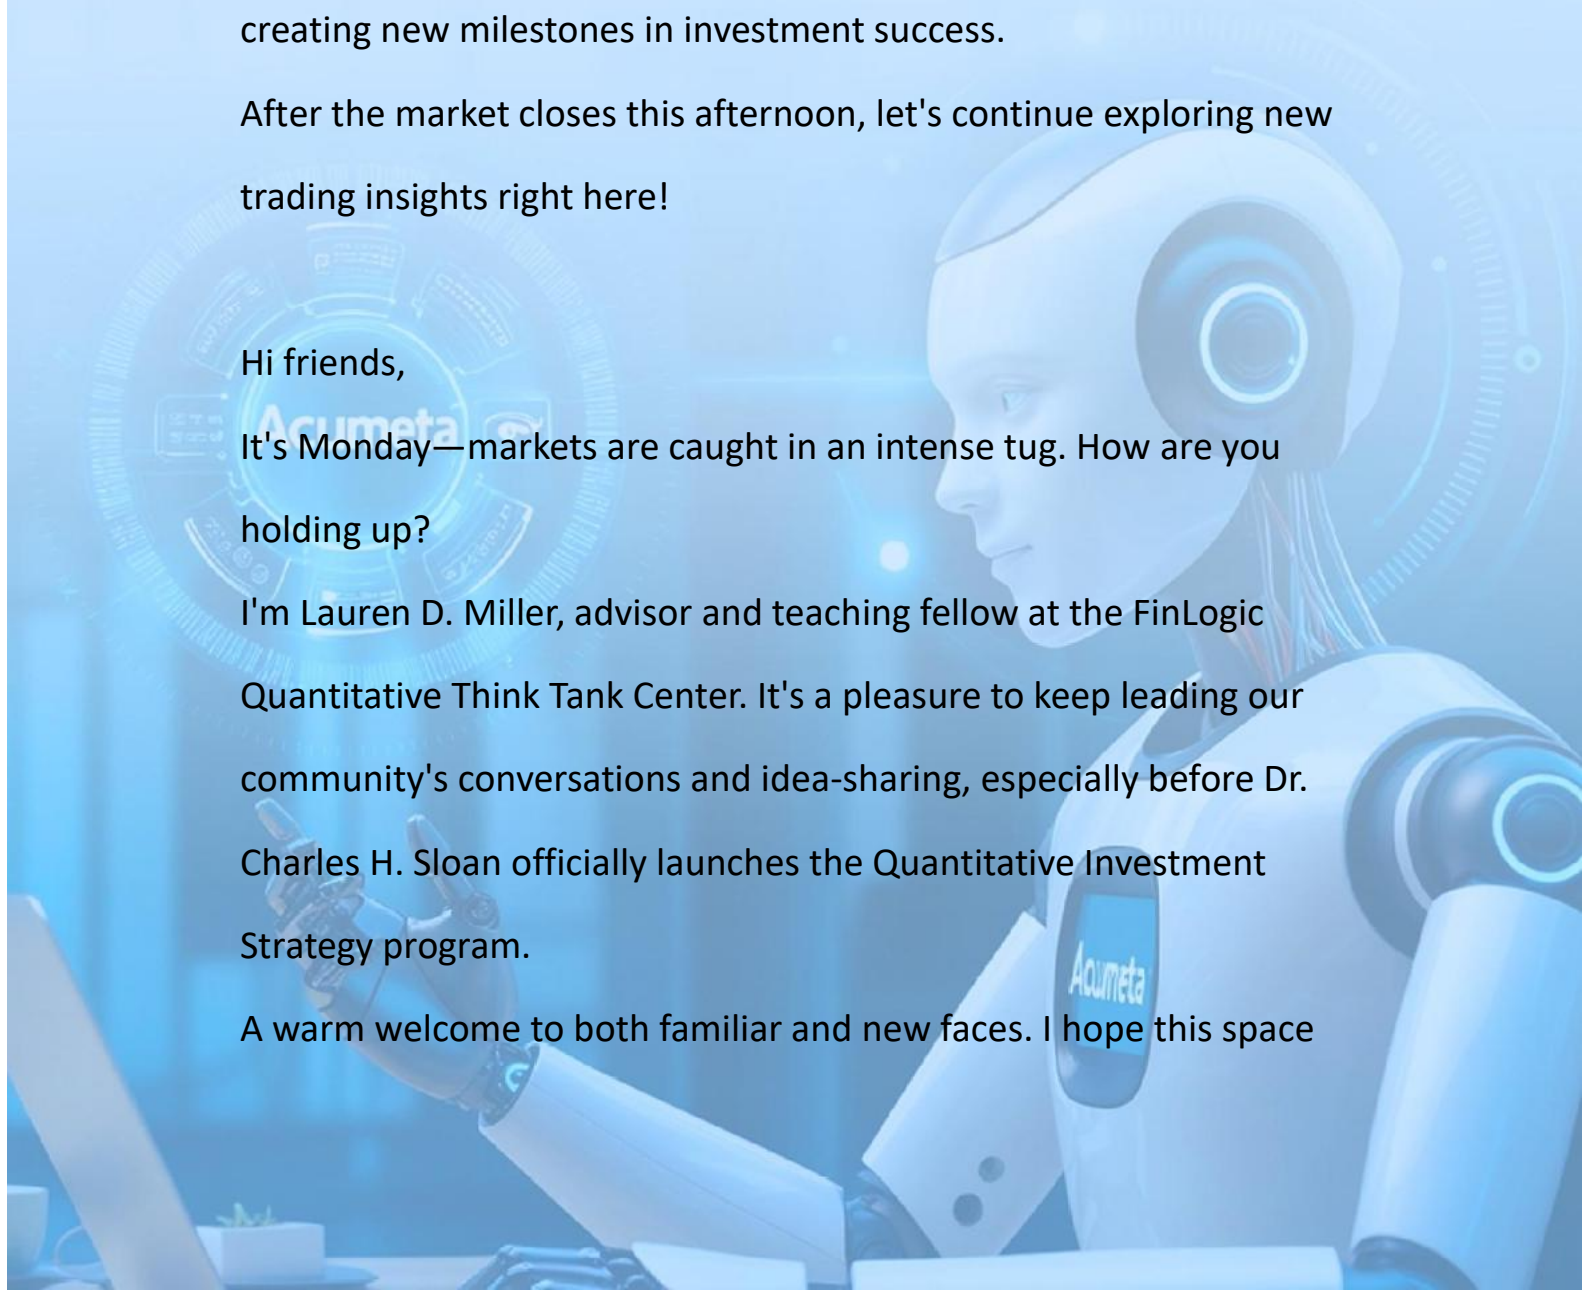 creating new milestones in investment success.
After the market closes this afternoon, let's continue exploring new
trading insights right here!
Hi friends,
Acumeta
It's Monday—markets are caught in an intense tug. How are you
holding up?
I'm Lauren D. Miller, advisor and teaching fellow at the FinLogic
Quantitative Think Tank Center. It's a pleasure to keep leading our
community's conversations and idea-sharing, especially before Dr.
Charles H. Sloan officially launches the Quantitative Investment
Strategy program.
Acumeta
A warm welcome to both familiar and new faces. I hope this space